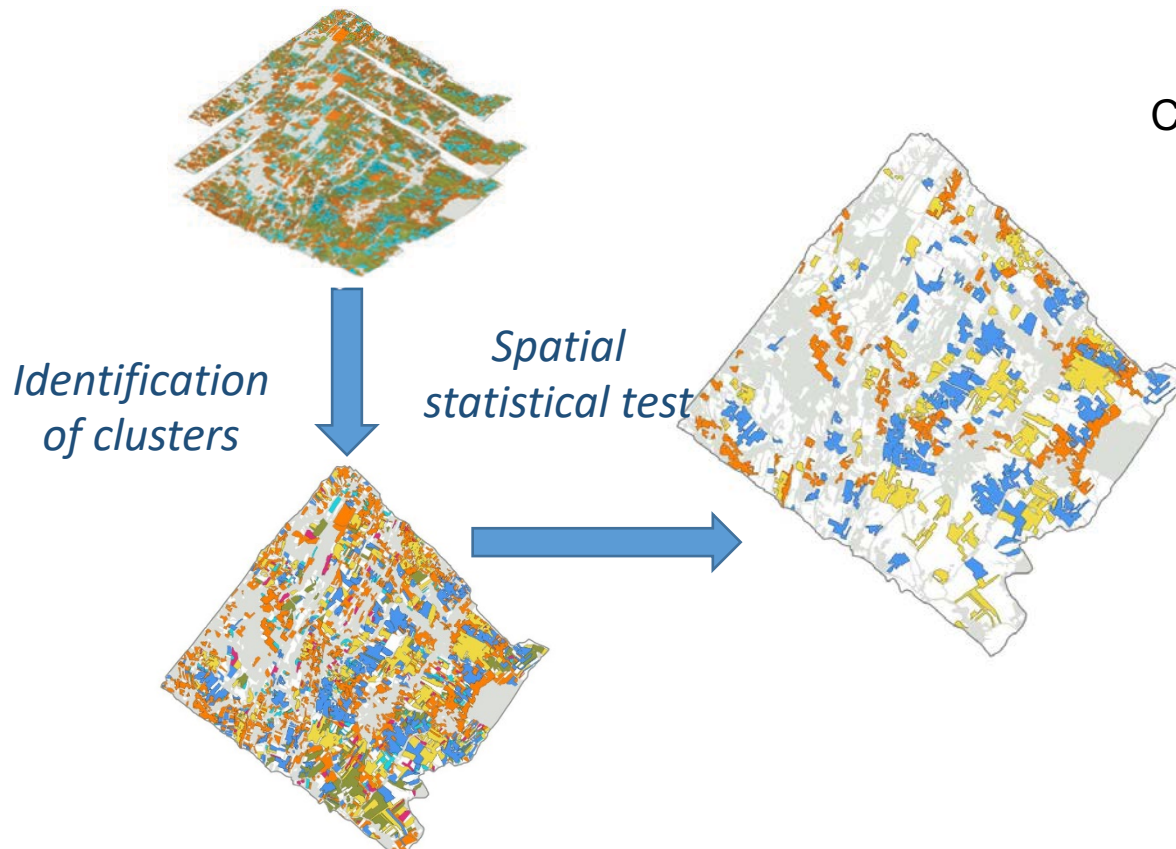 C
Spatial
statistical test
Identification
of clusters